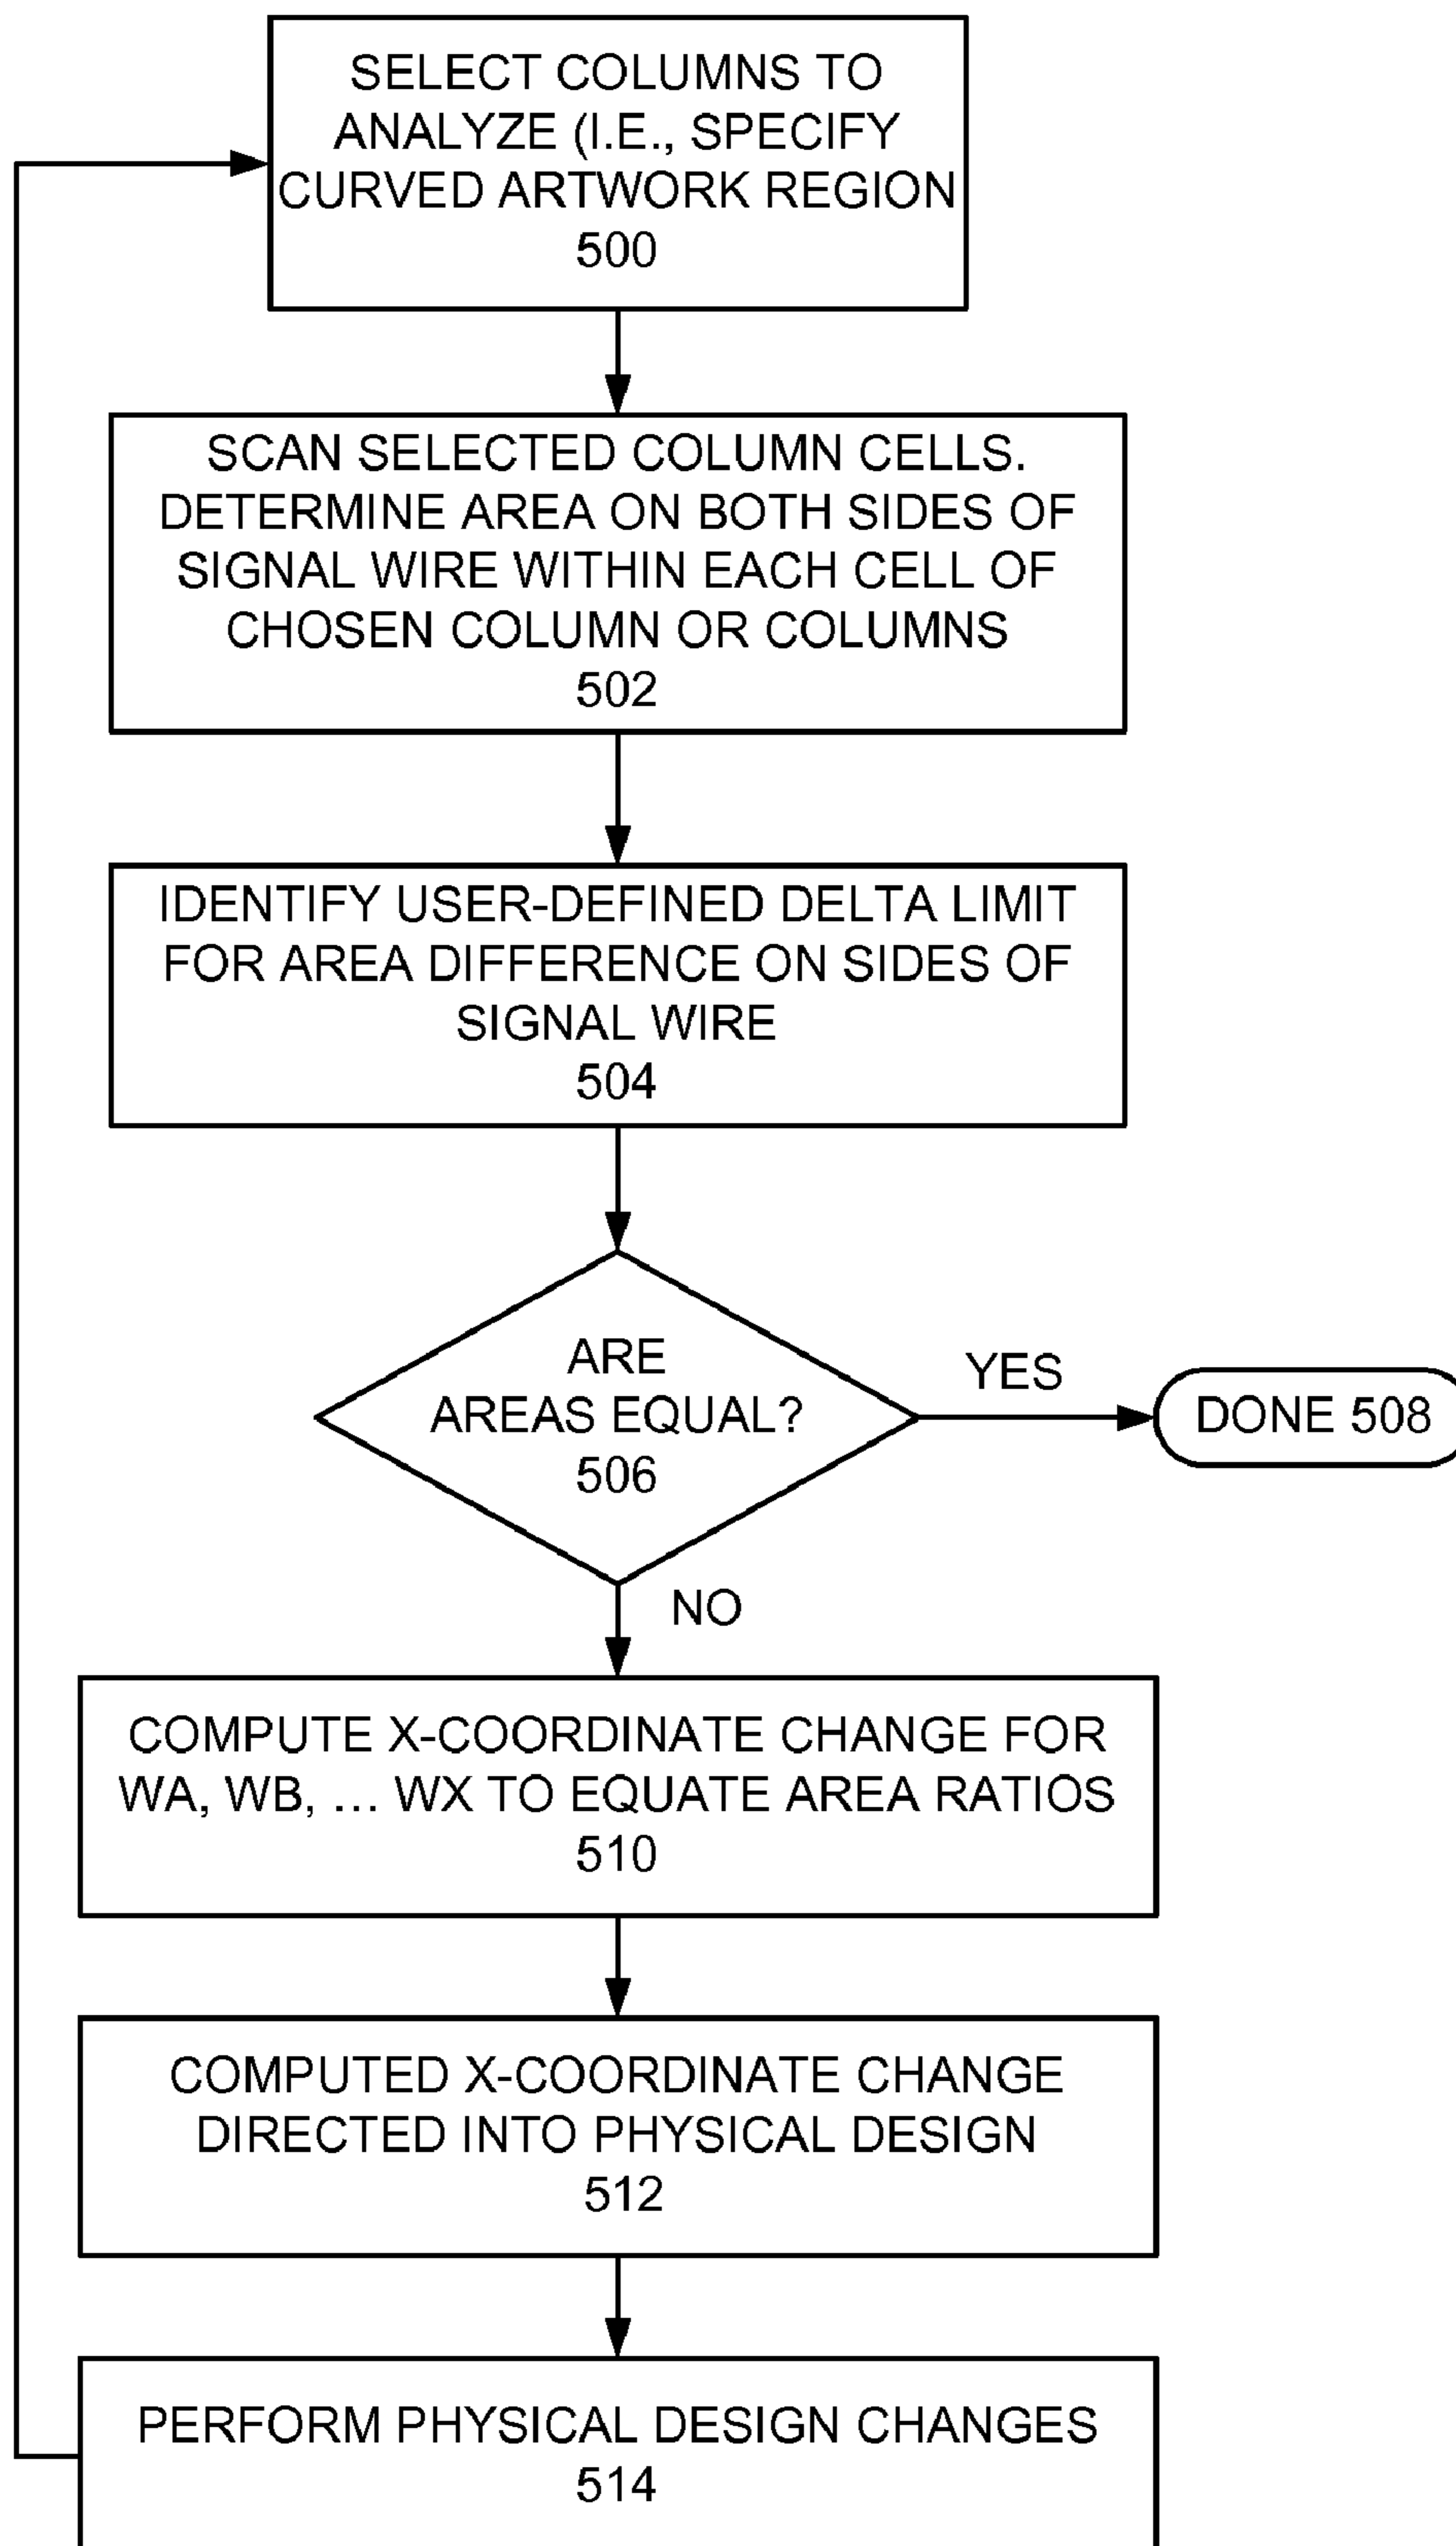 SELECT COLUMNS TO
ANALYZE (I.E., SPECIFY
CURVED ARTWORK REGION
500
SCAN SELECTED COLUMN CELLS.
DETERMINE AREA ON BOTH SIDES OF
SIGNAL WIRE WITHIN EACH CELL OF
CHOSEN COLUMN OR COLUMNS
502
IDENTIFY USER-DEFINED DELTA LIMIT
FOR AREA DIFFERENCE ON SIDES OF
SIGNAL WIRE
504
ARE
AREAS EQUAL?
506
YES
DONE 508
NO
COMPUTE X-COORDINATE CHANGE FOR
WA, WB, ... WX TO EQUATE AREA RATIOS
510
COMPUTED X-COORDINATE CHANGE
DIRECTED INTO PHYSICAL DESIGN
512
PERFORM PHYSICAL DESIGN CHANGES
514